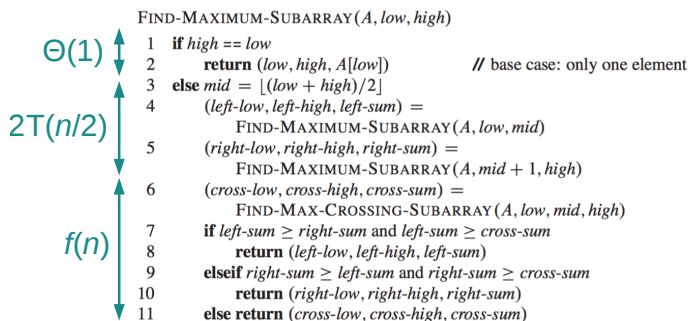 FIND-MAXIMUM-SUBARRAY(A, low, high)
1 if high == low
2 return (low, high, A[low]) // base case: only one element
3 else mid = ⌊(low + high)/2⌋
4 (left-low, left-high, left-sum) =
FIND-MAXIMUM-SUBARRAY(A, low, mid)
5 (right-low, right-high, right-sum) =
FIND-MAXIMUM-SUBARRAY(A, mid + 1, high)
6 (cross-low, cross-high, cross-sum) =
FIND-MAX-CROSSING-SUBARRAY(A, low, mid, high)
7 if left-sum ≥ right-sum and left-sum ≥ cross-sum
8 return (left-low, left-high, left-sum)
9 elseif right-sum ≥ left-sum and right-sum ≥ cross-sum
10 return (right-low, right-high, right-sum)
11 else return (cross-low, cross-high, cross-sum)
Θ(1)
2T(n/2)
f(n)